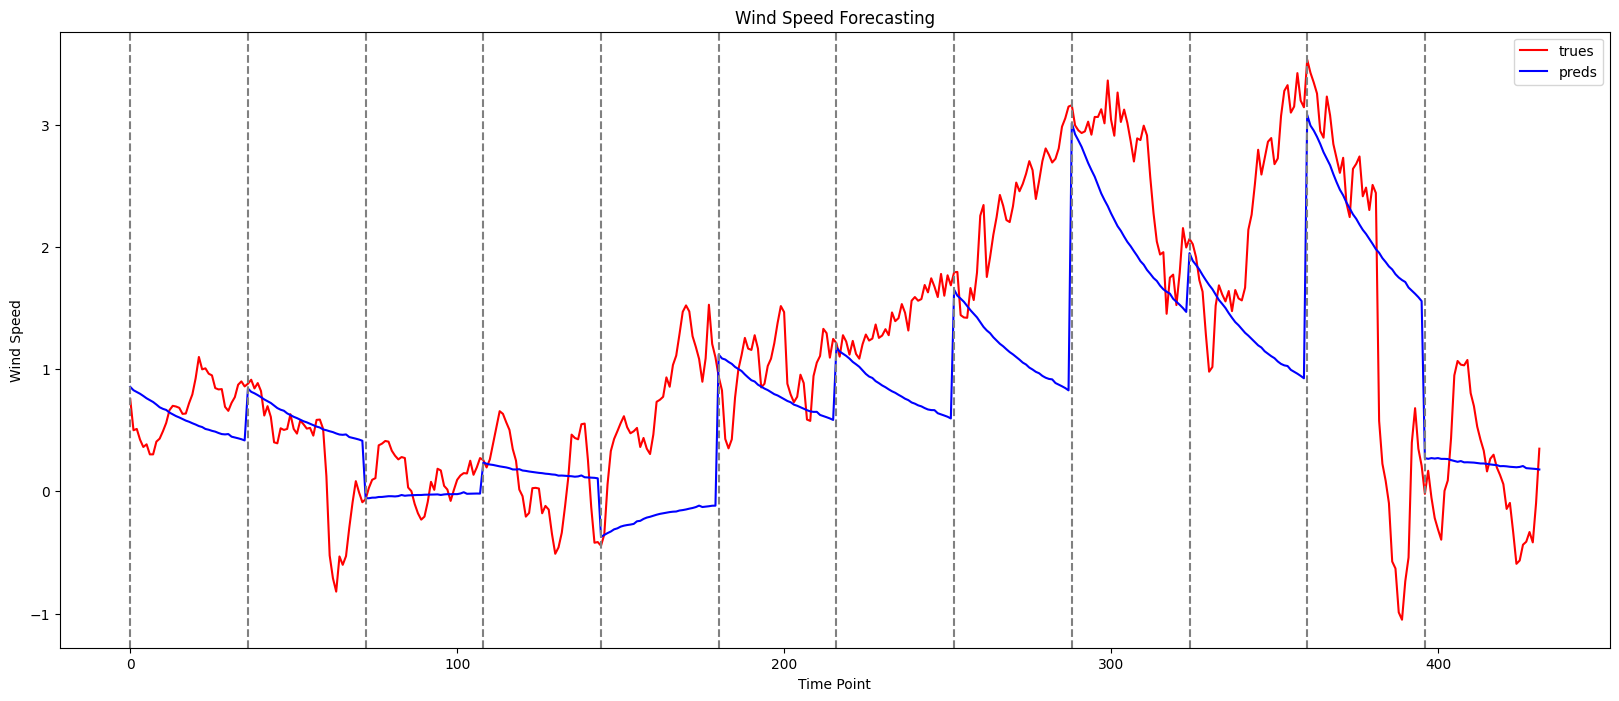 Wind Speed Forecasting
trues
preds
Wind Speed
3
2
1
0
−1
0 100 200 300 400
Time Point